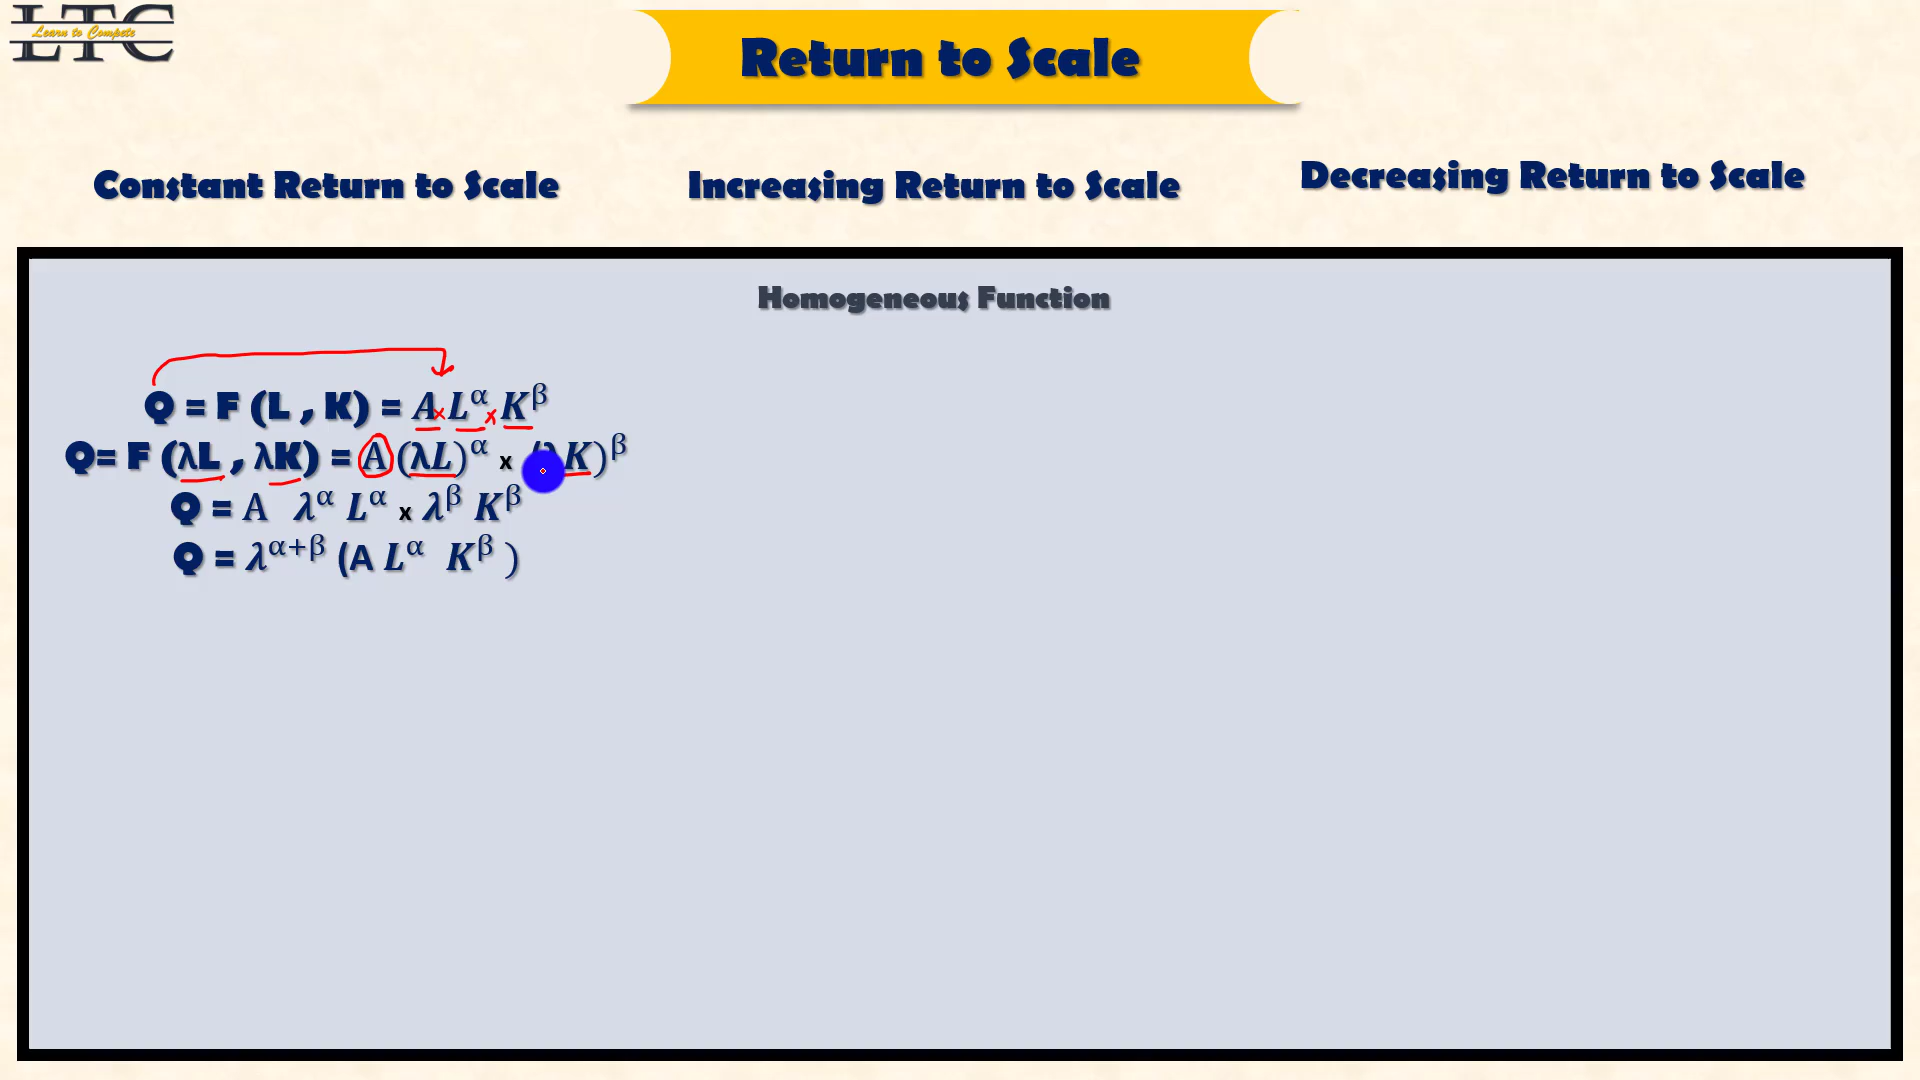 LTC
Learn to Compete
Return to Scale
Constant Return to Scale
Increasing Return to Scale
Decreasing Return to Scale
Homogeneous Function
Q = F (L , K) = A × L^α × K^β
Q= F (λL , λK) = A (λL)^α x (λK)^β
Q = A λ^α L^α x λ^β K^β
Q = λ^(α+β) (A L^α K^β )